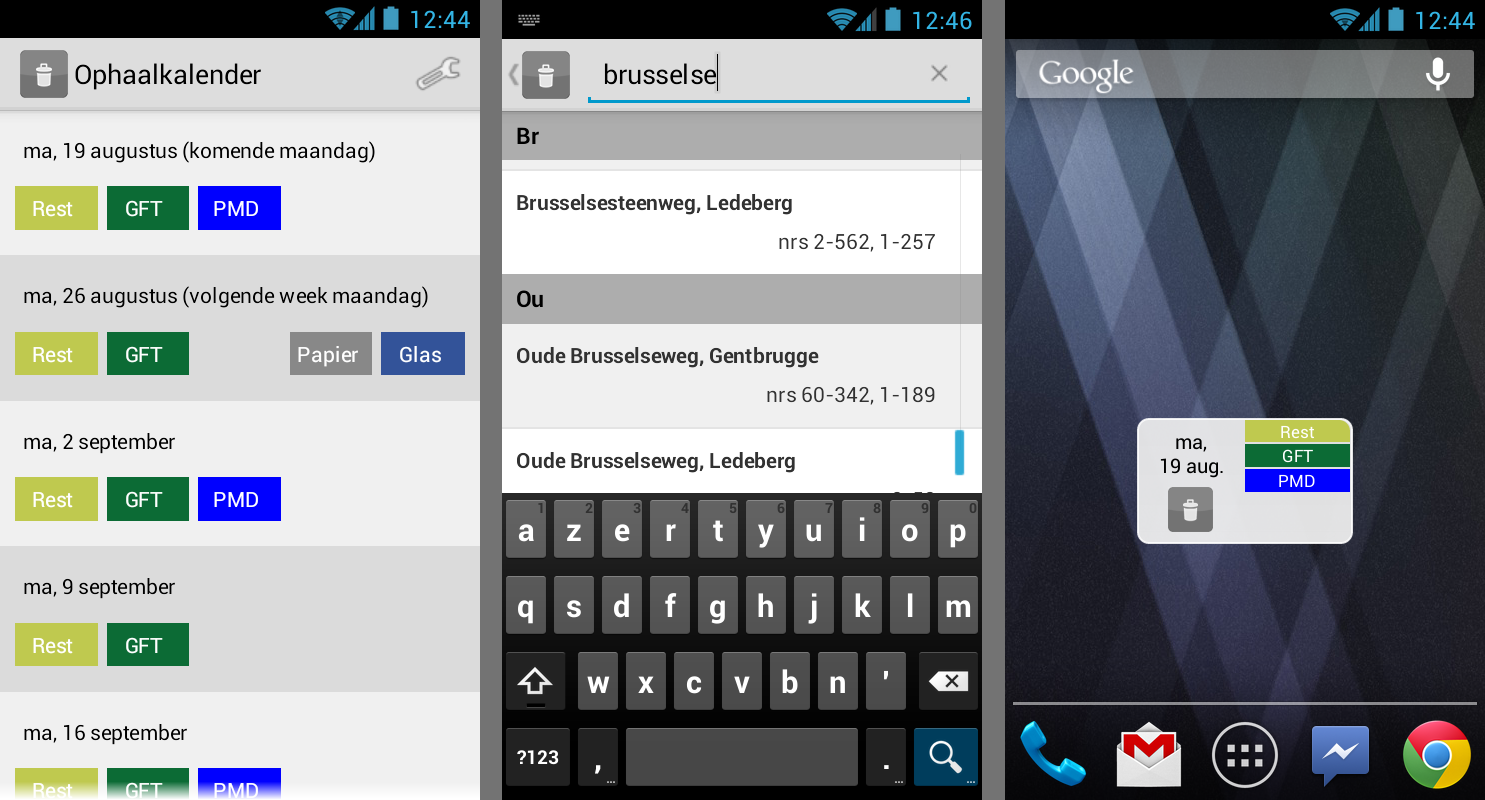 12:44
Ophaalkalender
ma, 19 augustus (komende maandag)
Rest GFT PMD
ma, 26 augustus (volgende week maandag)
Rest GFT Papier Glas
ma, 2 september
Rest GFT PMD
ma, 9 september
Rest GFT
ma, 16 september
Rest GFT PMD
12:46
brusselse
Br
Brusselsesteenweg, Ledeberg
nrs 2-562, 1-257
Ou
Oude Brusselseweg, Gentbrugge
nrs 60-342, 1-189
Oude Brusselseweg, Ledeberg
1 2 3 4 5 6 7 8 9 0
a z e r t y u i o p
q s d f g h j k l m
w x c v b n '
?123 , .
12:44
Google
ma,
19 aug.
Rest
GFT
PMD